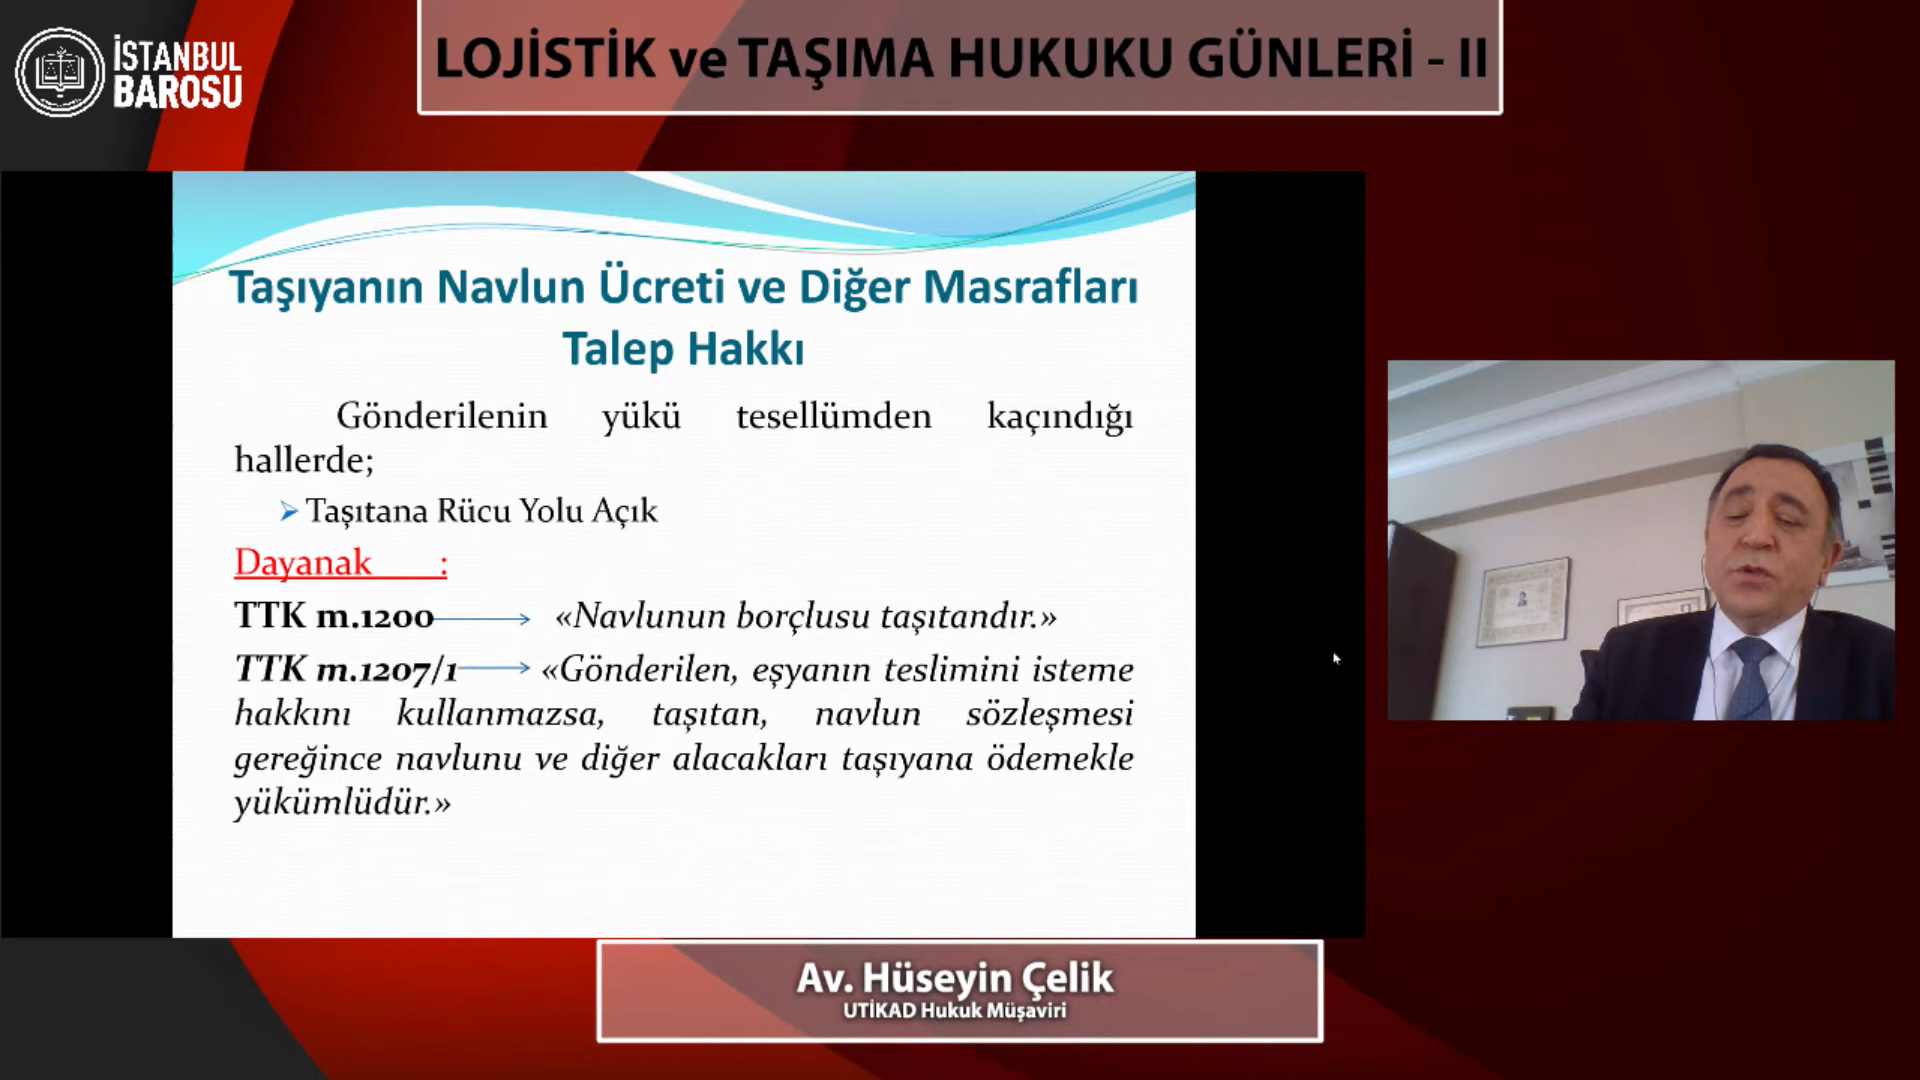 İSTANBUL
BAROSU
LOJİSTİK ve TAŞIMA HUKUKU GÜNLERİ - II
Taşıyanın Navlun Ücreti ve Diğer Masrafları
Talep Hakkı
Gönderilenin yükü tesellümden kaçındığı
hallerde;
➢ Taşıtana Rücu Yolu Açık
Dayanak :
TTK m.1200 → «Navlunun borçlusu taşıtandır.»
TTK m.1207/1 → «Gönderilen, eşyanın teslimini isteme
hakkını kullanmazsa, taşıtan, navlun sözleşmesi
gereğince navlunu ve diğer alacakları taşıyana ödemekle
yükümlüdür.»
Av. Hüseyin Çelik
UTİKAD Hukuk Müşaviri